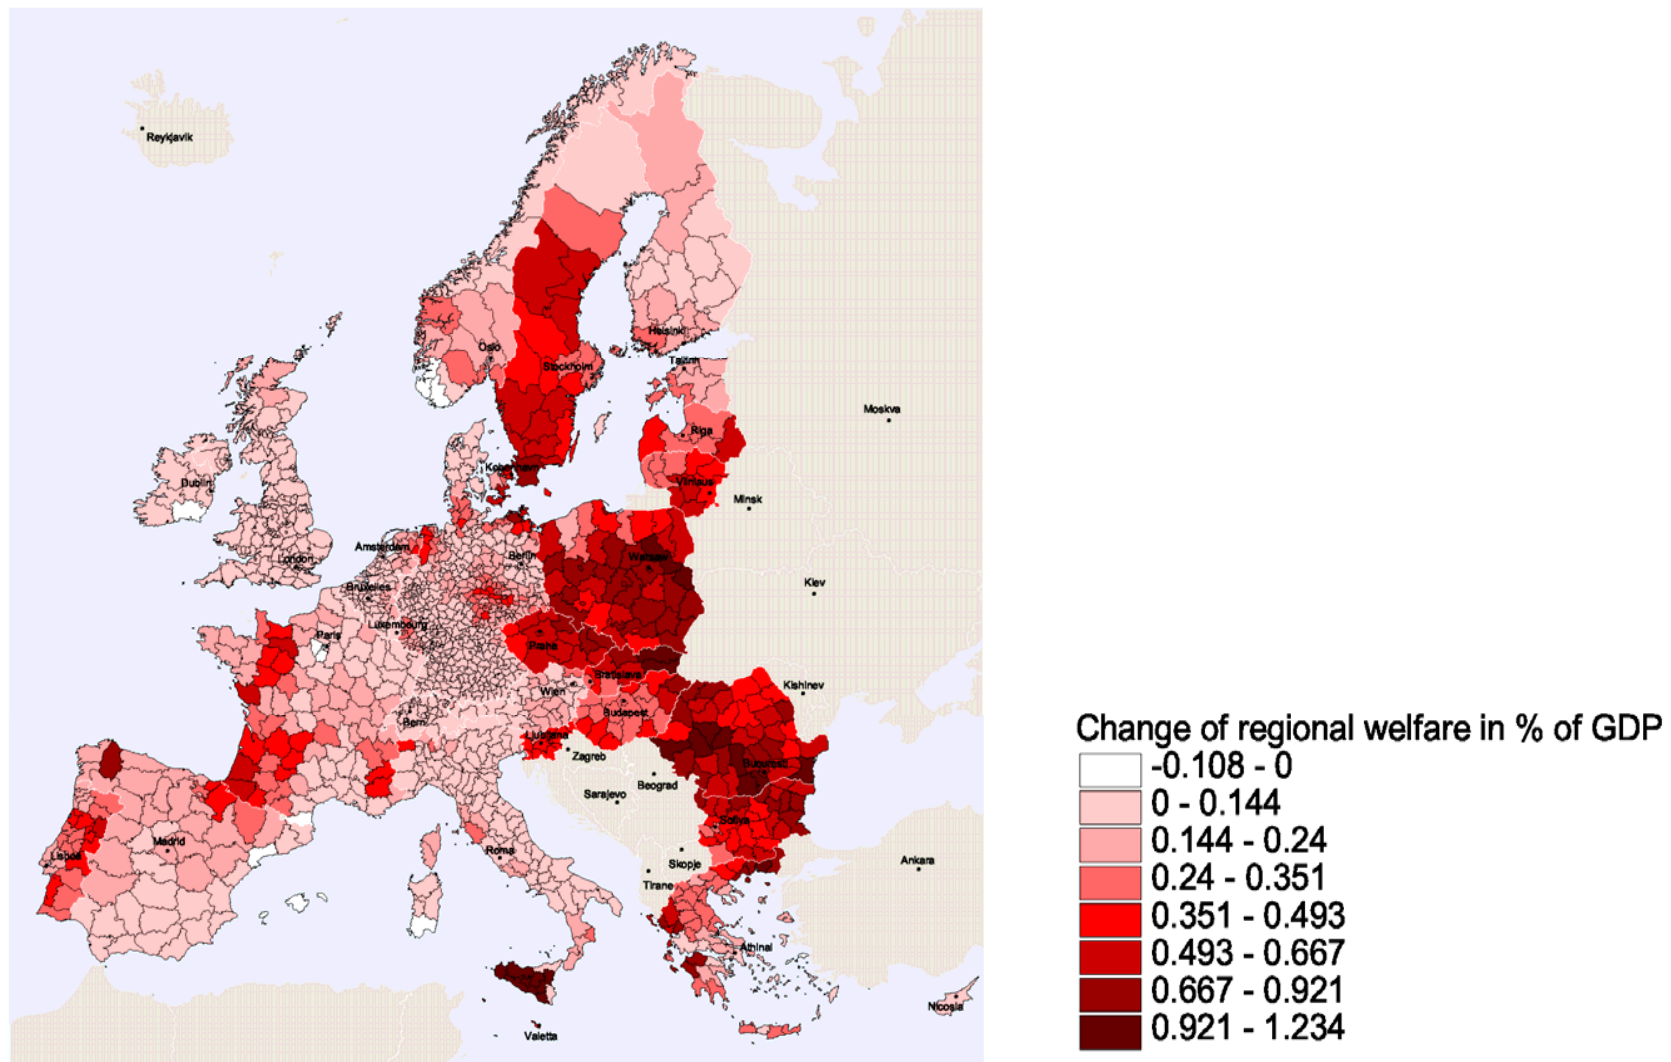 Reykjavik
Oslo
Helsinki
Stockholm
Tallinn
Moskva
Riga
Kobenhavn
Dublin
Vilnius
Minsk
Amsterdam
Berlin
London
Warsaw
Bruxelles
Kiev
Luxembourg
Paris
Praha
Bratislava
Kishinev
Wien
Budapest
Bern
Ljubljana
Zagreb
Bucuresti
Beograd
Sarajevo
Sofiya
Madrid
Lisboa
Roma
Skopje
Ankara
Tirane
Athinai
Nicosia
Valetta
Change of regional welfare in % of GDP
-0.108 - 0
0 - 0.144
0.144 - 0.24
0.24 - 0.351
0.351 - 0.493
0.493 - 0.667
0.667 - 0.921
0.921 - 1.234